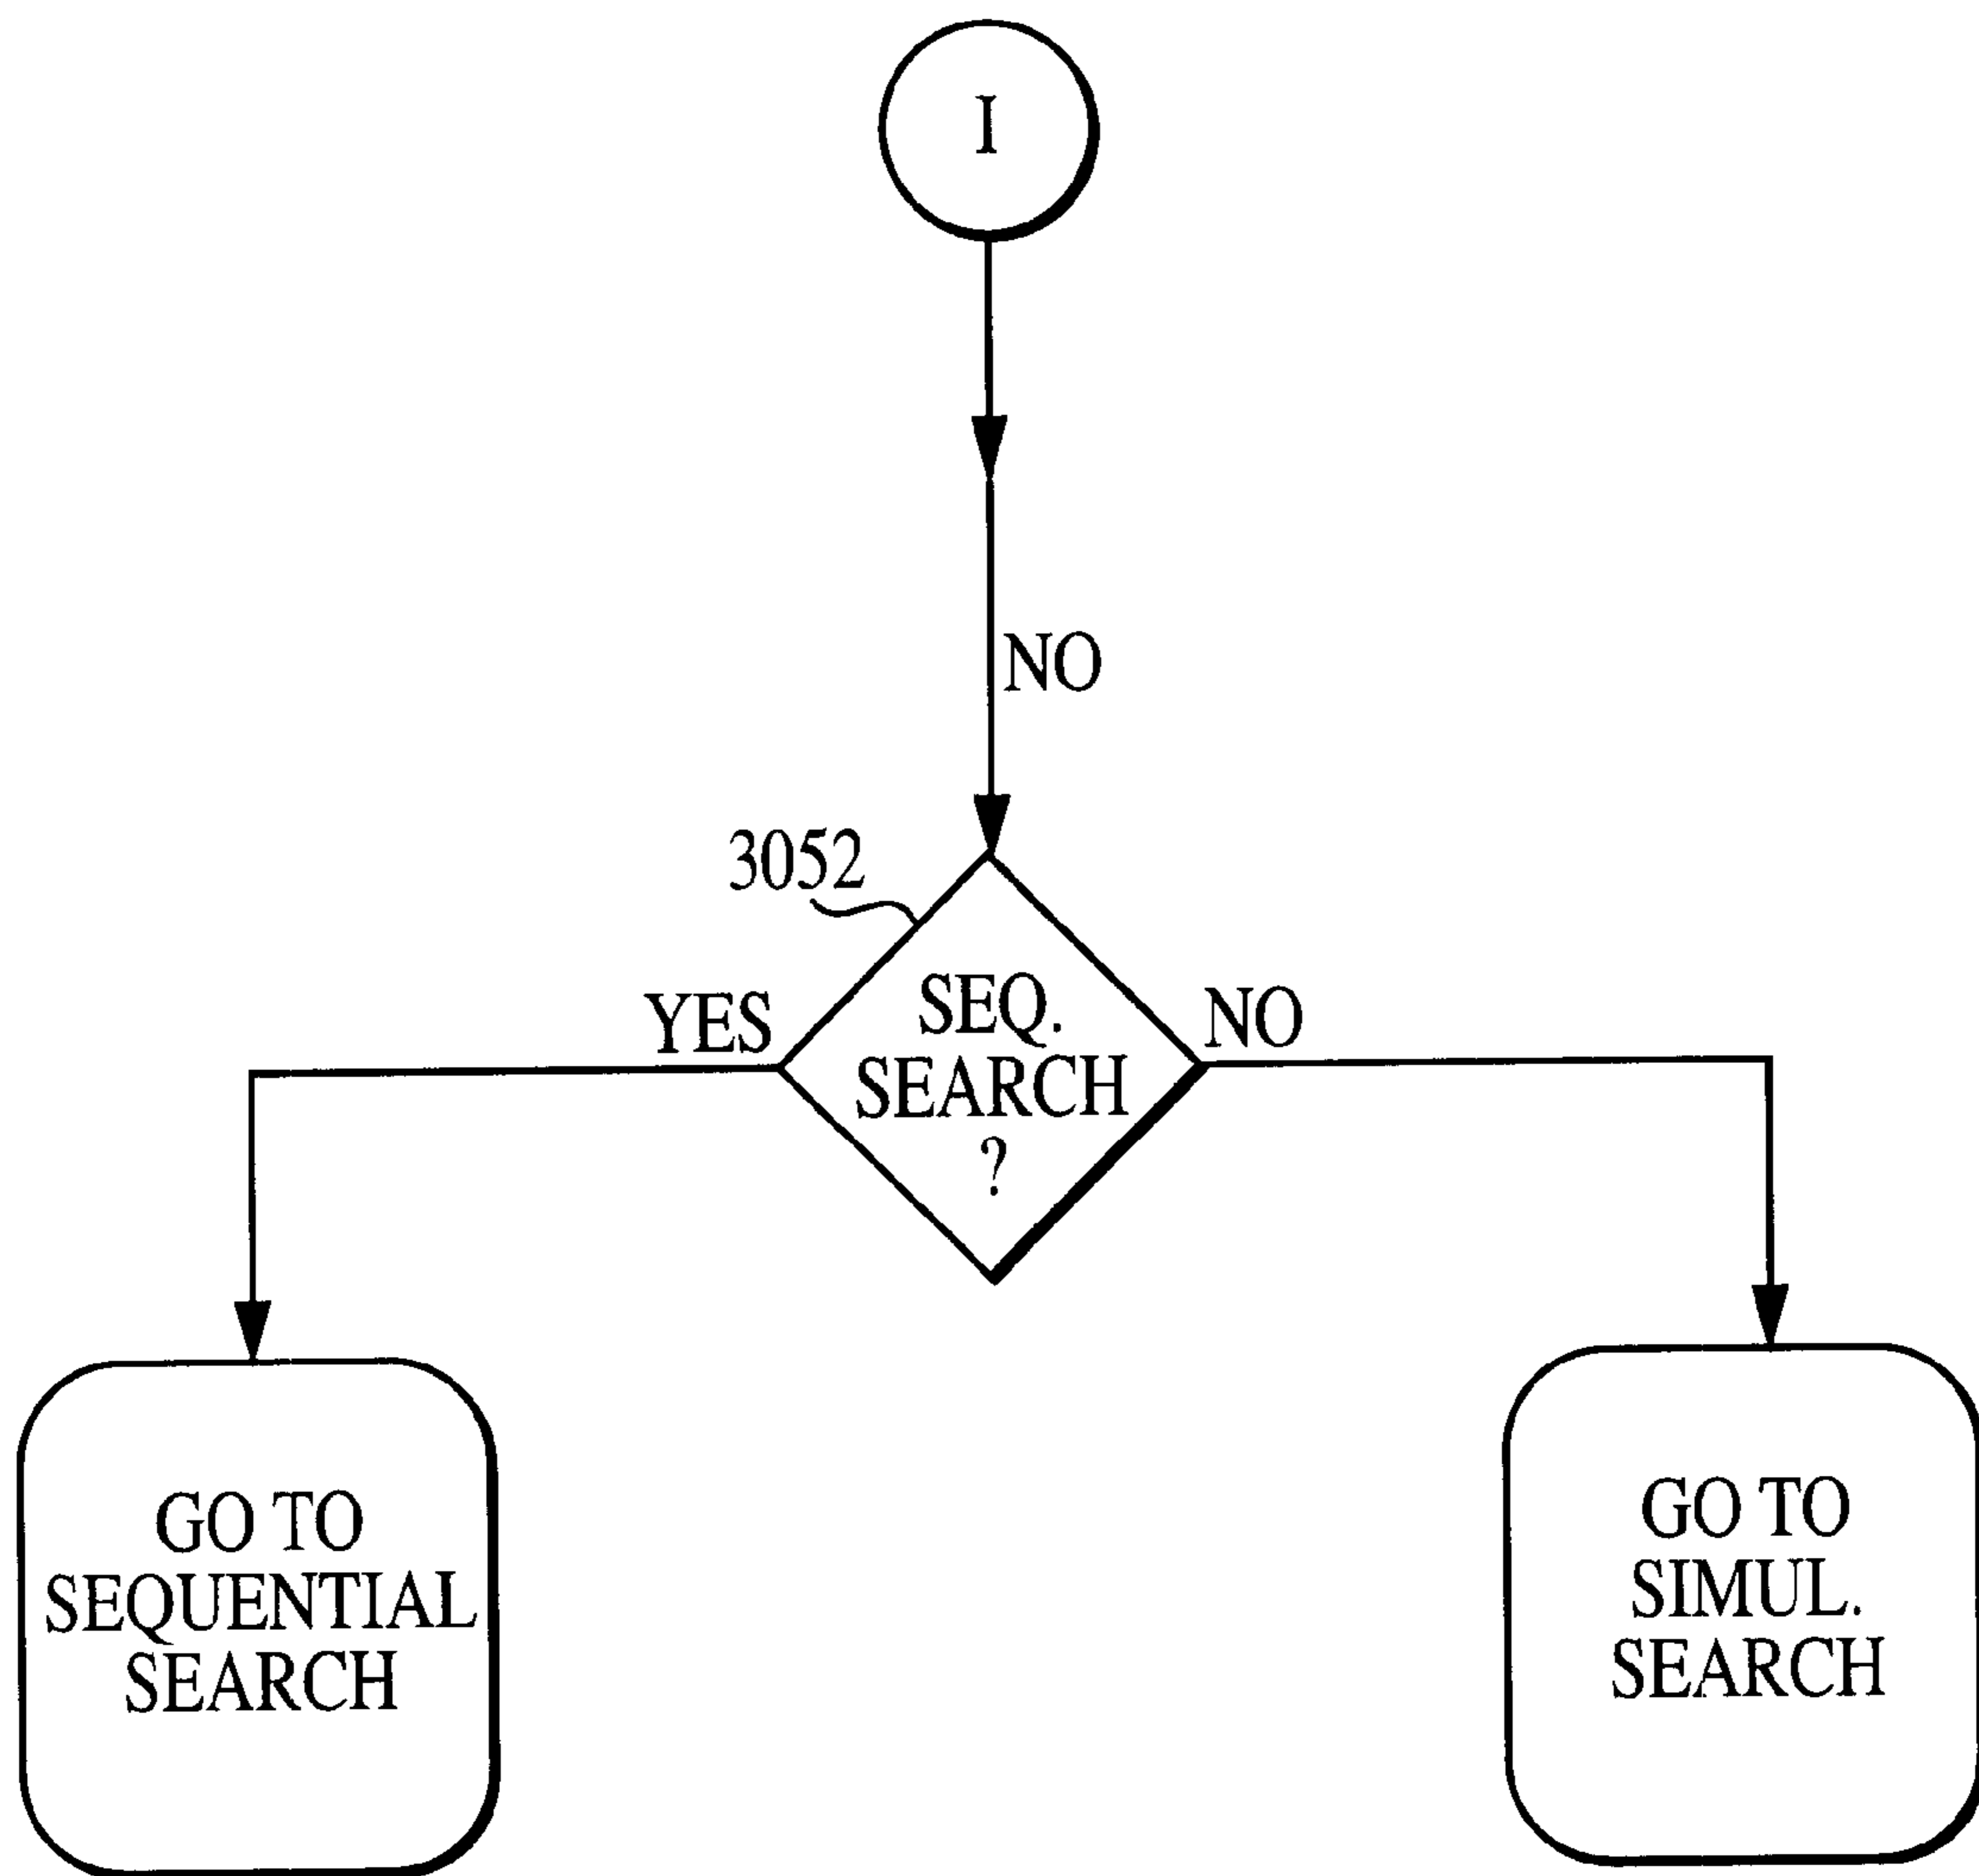 I
NO
3052
YES
SEQ.
SEARCH
?
NO
GO TO
SEQUENTIAL
SEARCH
GO TO
SIMUL.
SEARCH